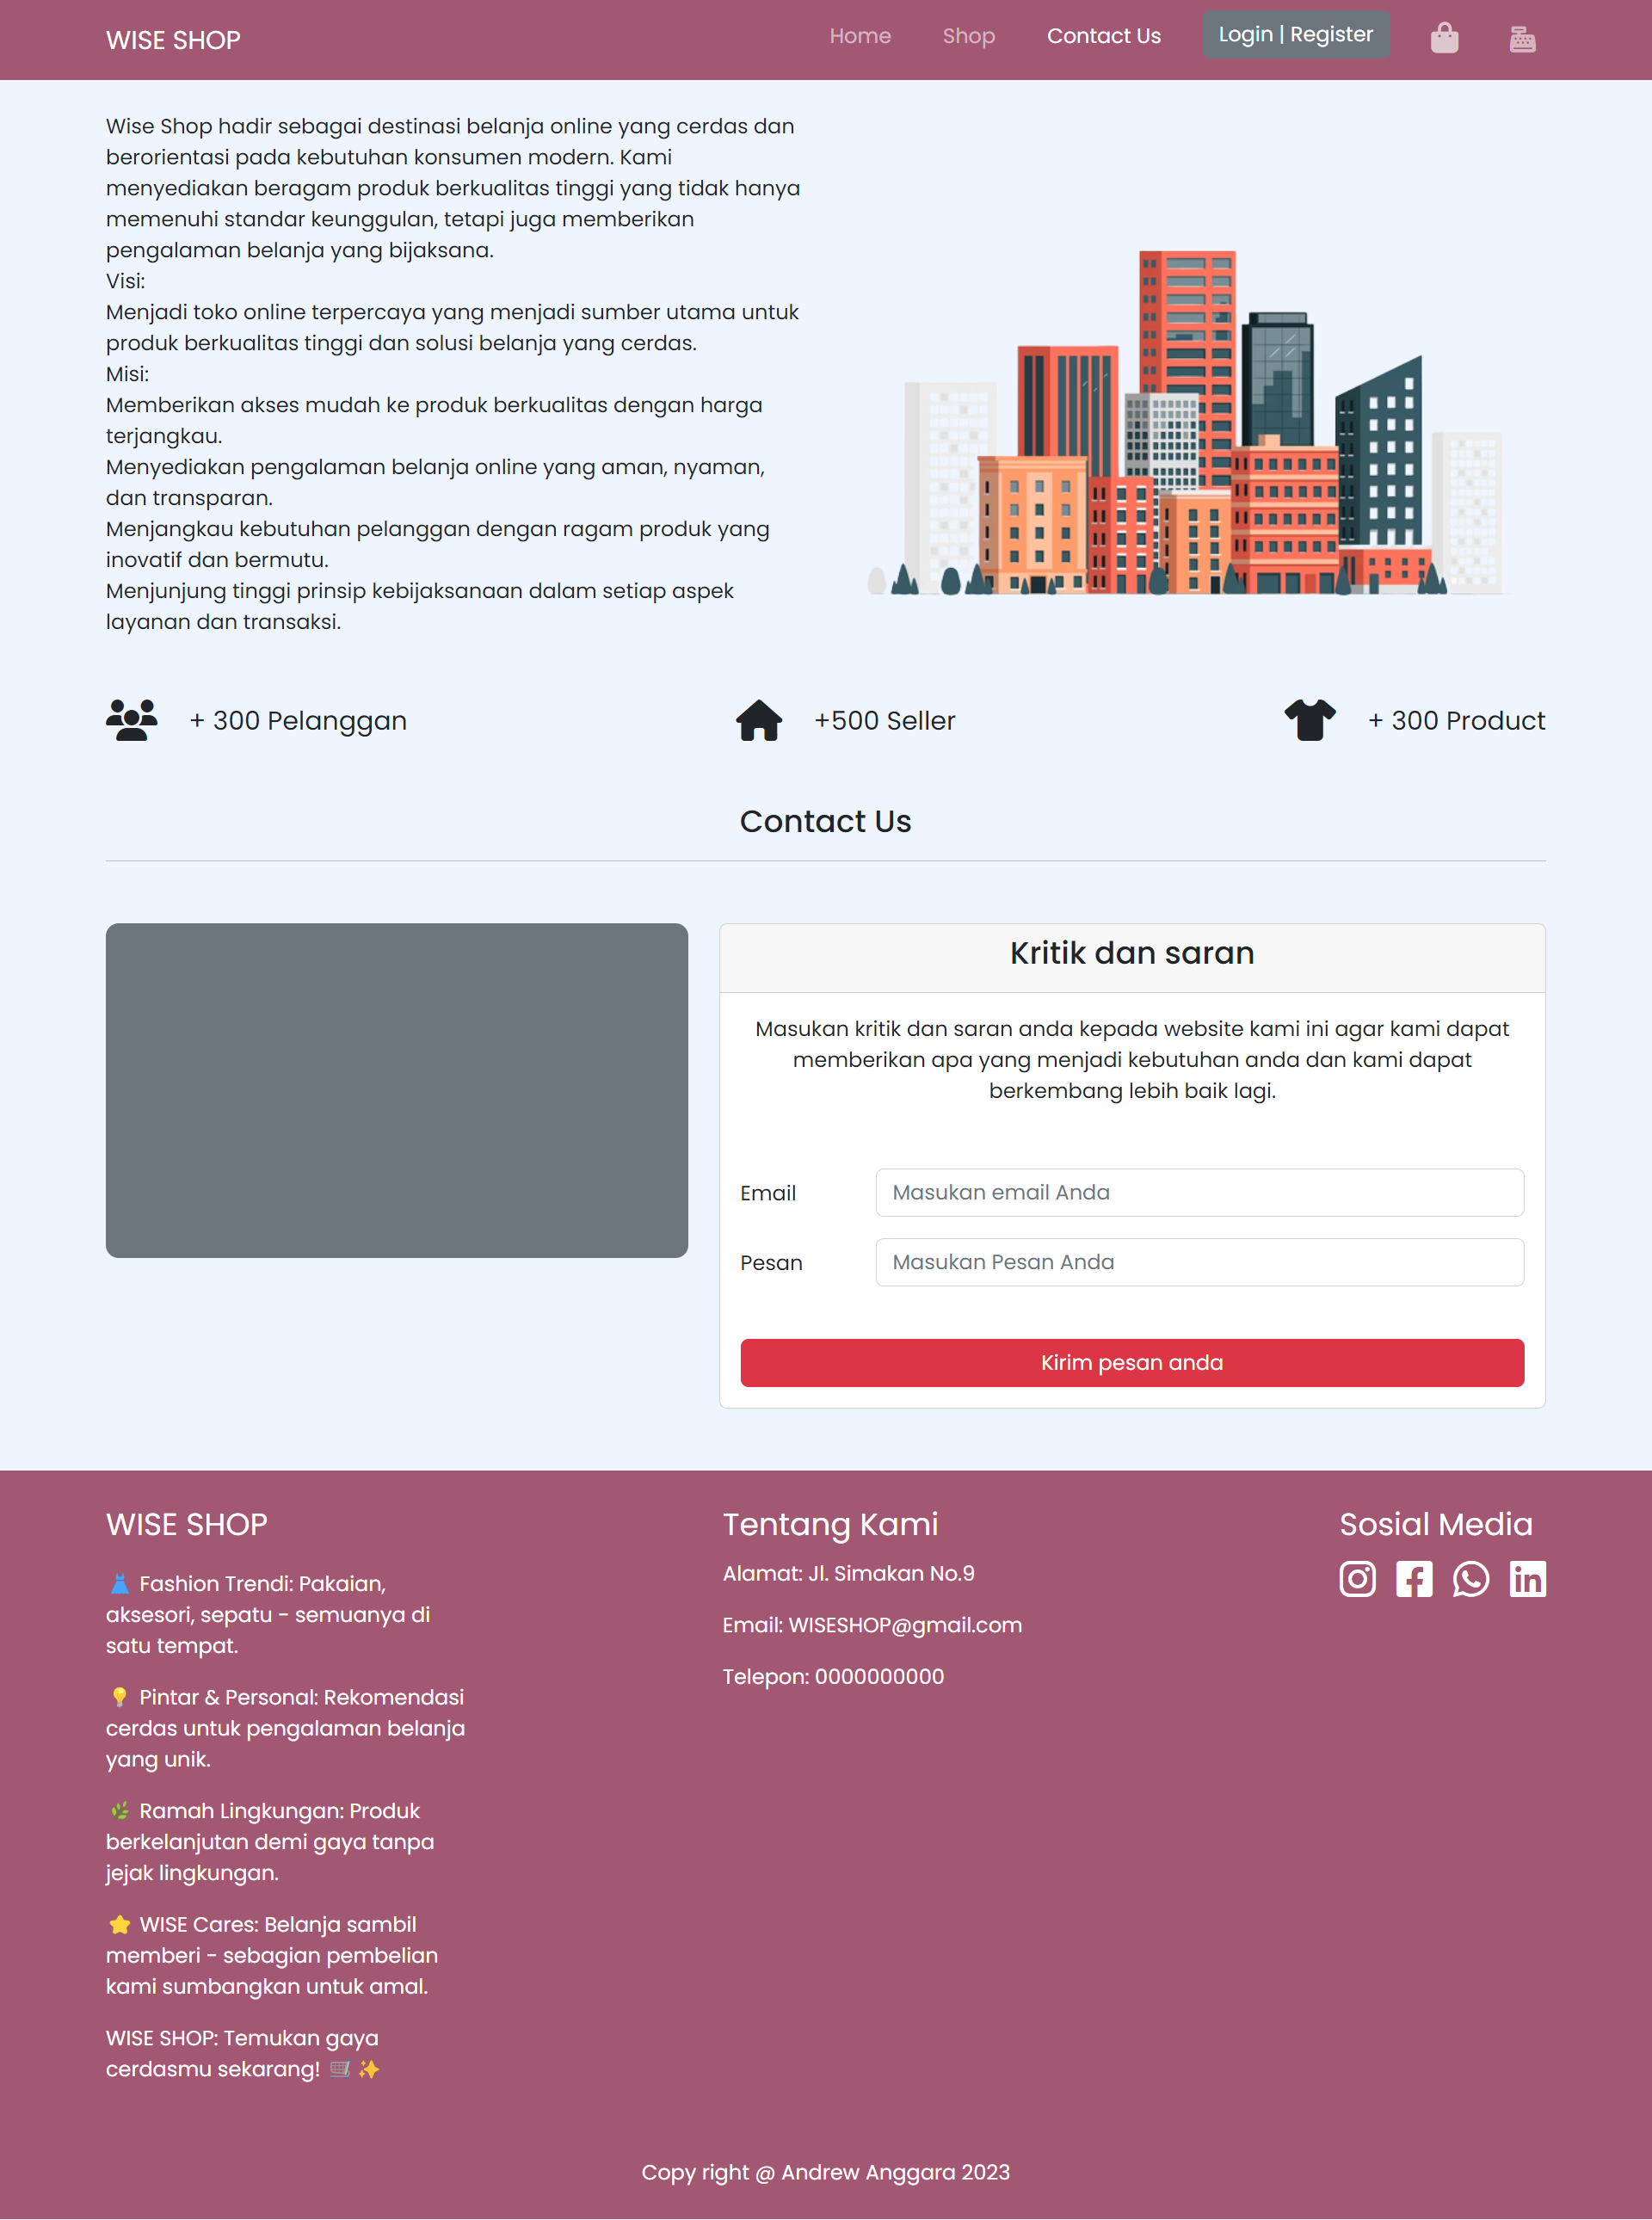 WISE SHOP
Home
Shop
Contact Us
Login | Register
Wise Shop hadir sebagai destinasi belanja online yang cerdas dan
berorientasi pada kebutuhan konsumen modern. Kami
menyediakan beragam produk berkualitas tinggi yang tidak hanya
memenuhi standar keunggulan, tetapi juga memberikan
pengalaman belanja yang bijaksana.
Visi:
Menjadi toko online terpercaya yang menjadi sumber utama untuk
produk berkualitas tinggi dan solusi belanja yang cerdas.
Misi:
Memberikan akses mudah ke produk berkualitas dengan harga
terjangkau.
Menyediakan pengalaman belanja online yang aman, nyaman,
dan transparan.
Menjangkau kebutuhan pelanggan dengan ragam produk yang
inovatif dan bermutu.
Menjunjung tinggi prinsip kebijaksanaan dalam setiap aspek
layanan dan transaksi.
+ 300 Pelanggan
+500 Seller
+ 300 Product
Contact Us
Kritik dan saran
Masukan kritik dan saran anda kepada website kami ini agar kami dapat
memberikan apa yang menjadi kebutuhan anda dan kami dapat
berkembang lebih baik lagi.
Email
Masukan email Anda
Pesan
Masukan Pesan Anda
Kirim pesan anda
WISE SHOP
👗 Fashion Trendi: Pakaian,
aksesori, sepatu - semuanya di
satu tempat.
💡 Pintar & Personal: Rekomendasi
cerdas untuk pengalaman belanja
yang unik.
🌿 Ramah Lingkungan: Produk
berkelanjutan demi gaya tanpa
jejak lingkungan.
⭐ WISE Cares: Belanja sambil
memberi - sebagian pembelian
kami sumbangkan untuk amal.
WISE SHOP: Temukan gaya
cerdasmu sekarang! 🛒✨
Tentang Kami
Alamat: Jl. Simakan No.9
Email: WISESHOP@gmail.com
Telepon: 0000000000
Sosial Media
Copy right @ Andrew Anggara 2023